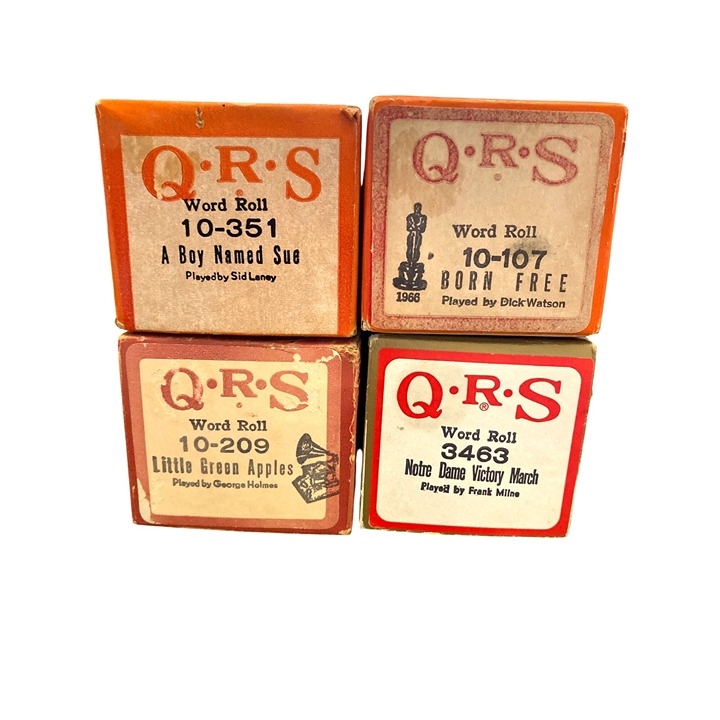 Q·R·S
®
Word Roll
10-351
A Boy Named Sue
Played by Sid Laney
Q·R·S
®
Word Roll
10-107
BORN FREE
Played by Dick Watson
1966
Q·R·S
®
Word Roll
10-209
Little Green Apples
Played by George Holmes
Q·R·S
®
Word Roll
3463
Notre Dame Victory March
Played by Frank Milne